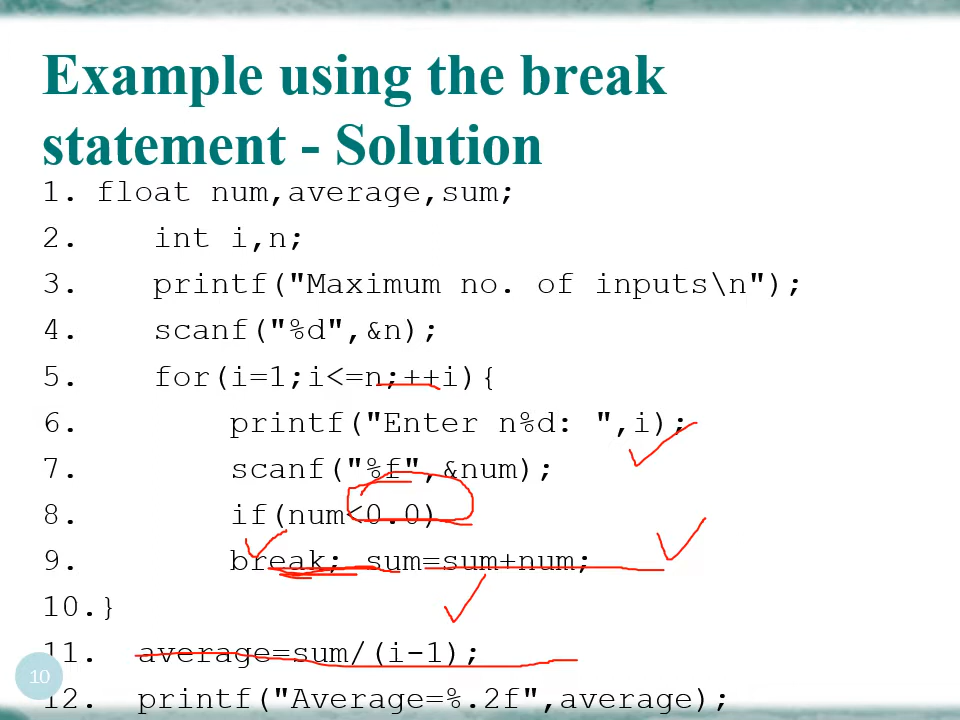 Example using the break
statement - Solution
1. float num,average,sum;
2. int i,n;
3. printf("Maximum no. of inputs\n");
4. scanf("%d",&n);
5. for(i=1;i<=n;++i){
6. printf("Enter n%d: ",i);
7. scanf("%f",&num);
8. if(num<0.0)
9. break; sum=sum+num;
10.}
11. average=sum/(i-1);
12. printf("Average=%.2f",average);
10